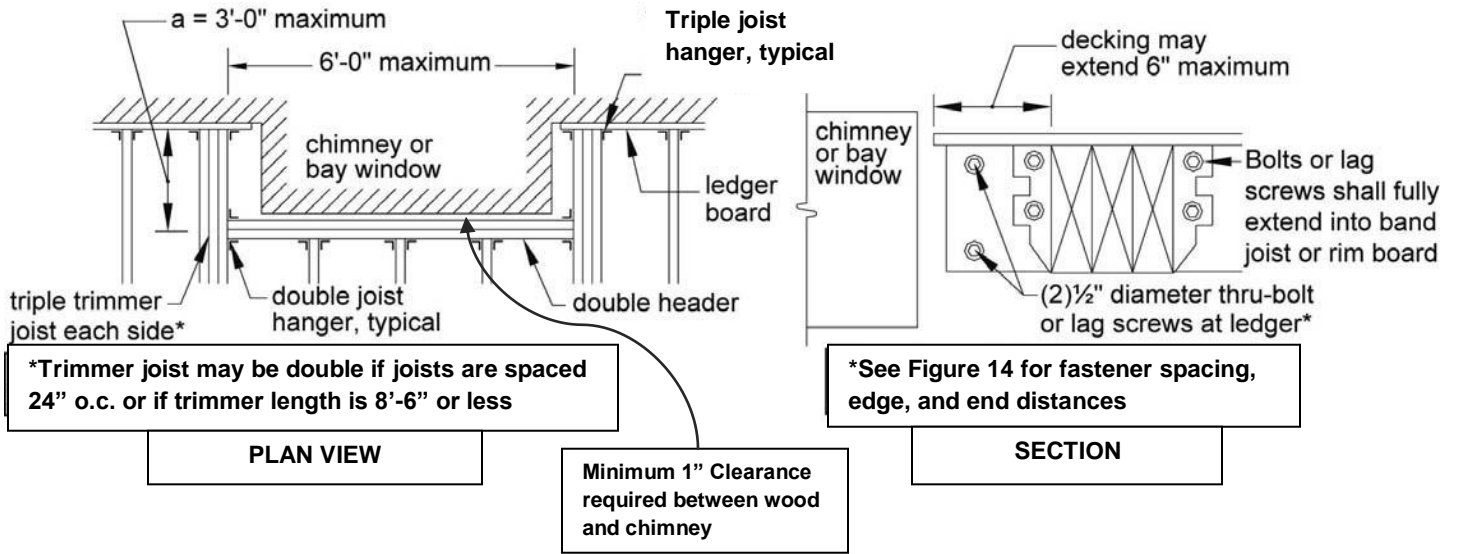 a = 3'-0" maximum
6'-0" maximum
Triple joist
hanger, typical
chimney or
bay window
ledger
board
triple trimmer
joist each side*
double joist
hanger, typical
double header
*Trimmer joist may be double if joists are spaced
24” o.c. or if trimmer length is 8’-6” or less
PLAN VIEW
Minimum 1” Clearance
required between wood
and chimney
decking may
extend 6" maximum
chimney
or bay
window
Bolts or lag
screws shall fully
extend into band
joist or rim board
(2)½" diameter thru-bolt
or lag screws at ledger*
*See Figure 14 for fastener spacing,
edge, and end distances
SECTION